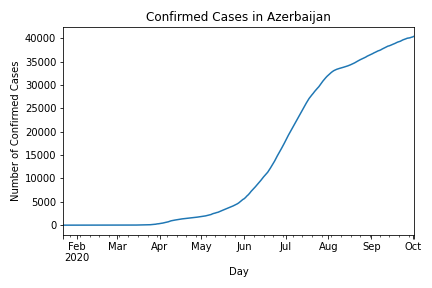 Confirmed Cases in Azerbaijan
Number of Confirmed Cases
40000
35000
30000
25000
20000
15000
10000
5000
0
Feb Mar Apr May Jun Jul Aug Sep Oct
2020
Day